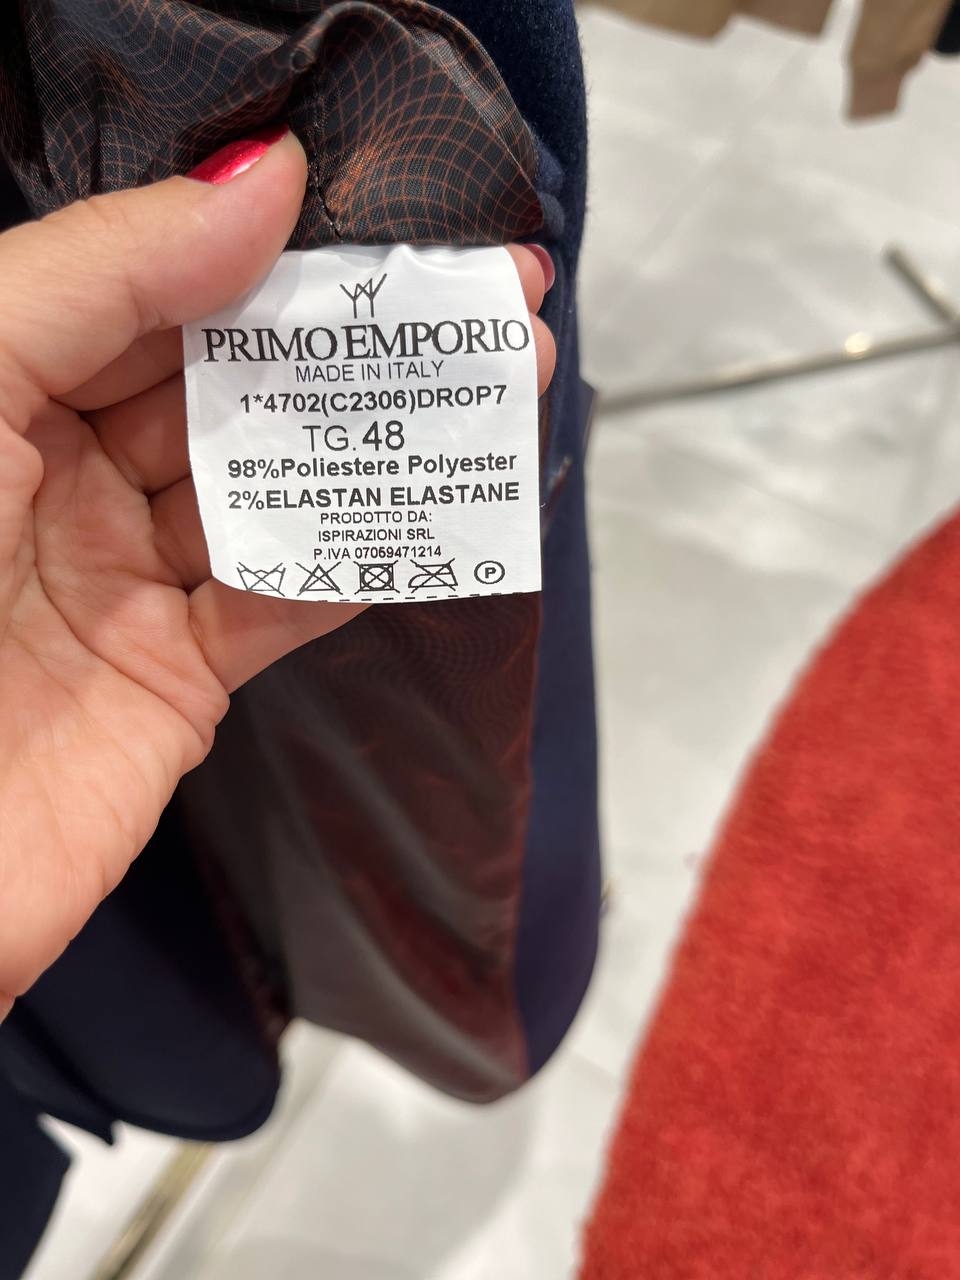 PRIMO EMPORIO
MADE IN ITALY
1*4702(C2306)DROP7
TG.48
98%Poliestere Polyester
2%ELASTAN ELASTANE
PRODOTTO DA:
ISPIRAZIONI SRL
P.IVA 07059471214
P